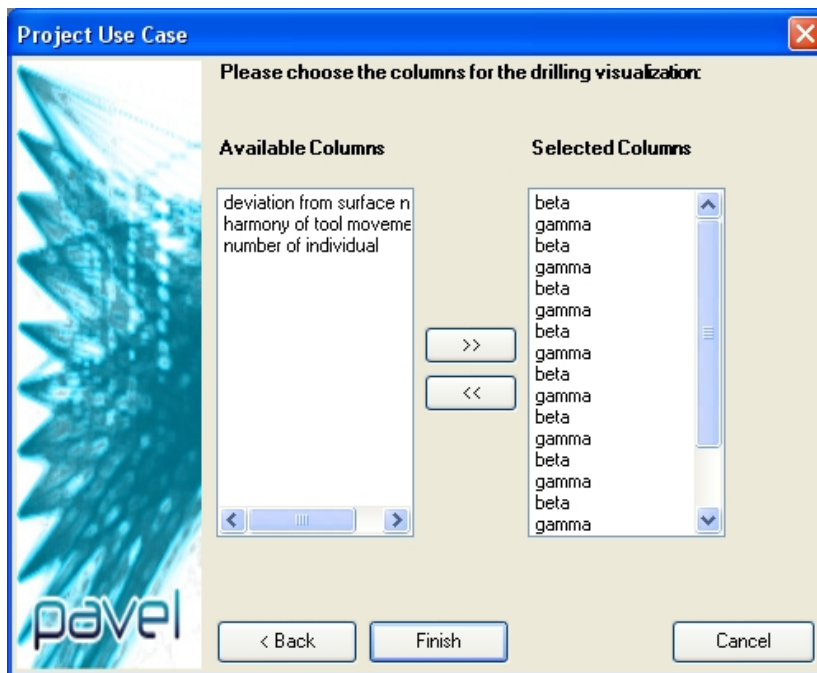 Project Use Case
Please choose the columns for the drilling visualization:
Available Columns
Selected Columns
deviation from surface n
harmony of tool moveme
number of individual
beta
gamma
beta
gamma
beta
gamma
beta
gamma
beta
gamma
beta
gamma
beta
gamma
beta
gamma
>>
<<
pavel
< Back
Finish
Cancel